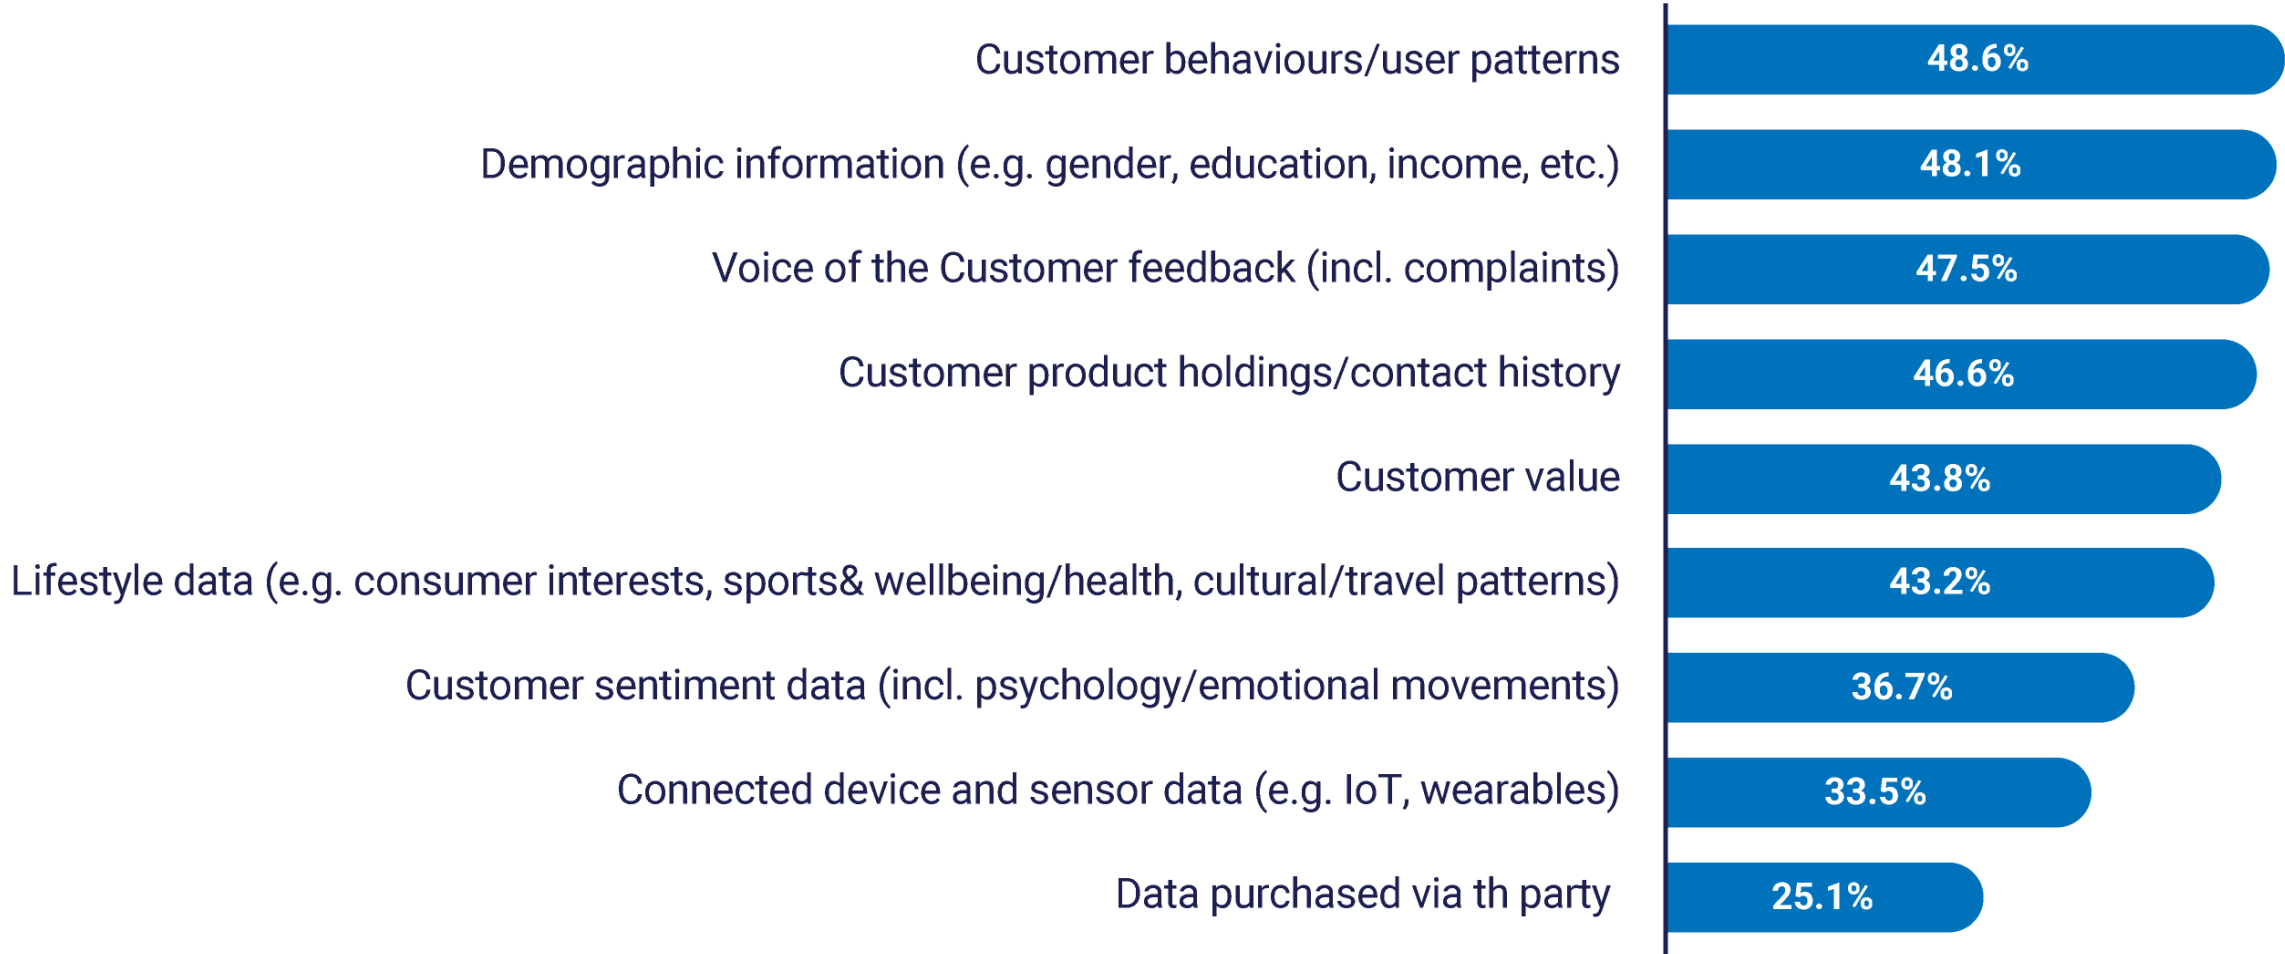 Customer behaviours/user patterns 48.6%
Demographic information (e.g. gender, education, income, etc.) 48.1%
Voice of the Customer feedback (incl. complaints) 47.5%
Customer product holdings/contact history 46.6%
Customer value 43.8%
Lifestyle data (e.g. consumer interests, sports& wellbeing/health, cultural/travel patterns) 43.2%
Customer sentiment data (incl. psychology/emotional movements) 36.7%
Connected device and sensor data (e.g. IoT, wearables) 33.5%
Data purchased via th party 25.1%